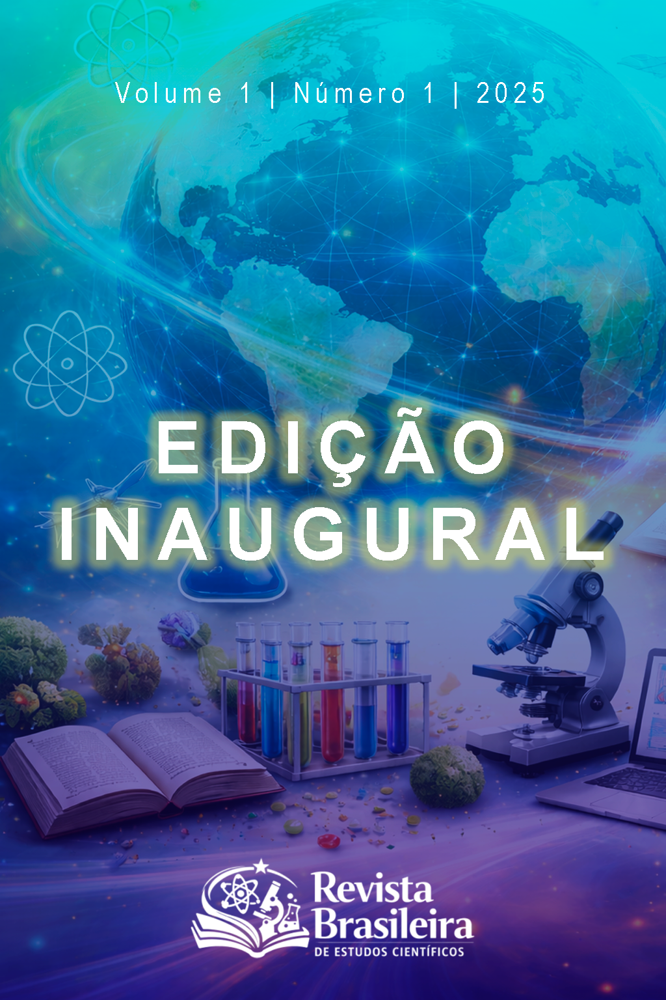 Volume 1 | Número 1 | 2025
EDIÇÃO
INAUGURAL
Revista
Brasileira
DE ESTUDOS CIENTÍFICOS